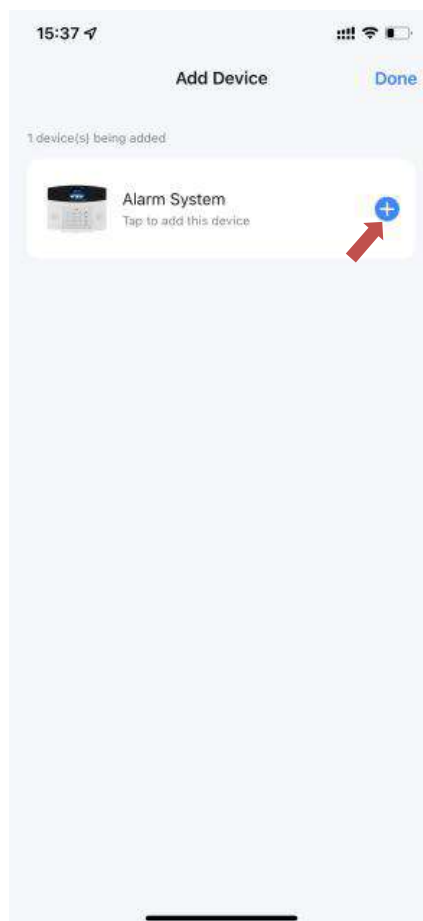 15:37
Add Device
Done
1 device(s) being added
Alarm System
Tap to add this device